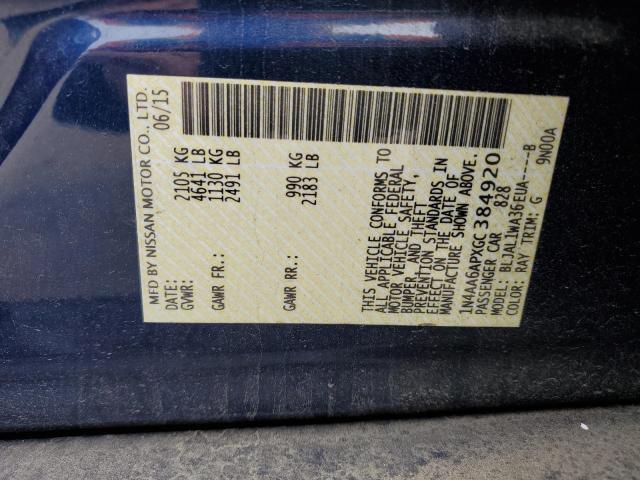 MFD BY NISSAN MOTOR CO., LTD.
DATE: 06/15
GVWR: 2105 KG
4641 LB
GAWR FR.: 1130 KG
2491 LB
GAWR RR.: 990 KG
2183 LB
THIS VEHICLE CONFORMS TO
ALL APPLICABLE FEDERAL
MOTOR VEHICLE SAFETY,
BUMPER, AND THEFT
PREVENTION STANDARDS IN
EFFECT ON THE DATE OF
MANUFACTURE SHOWN ABOVE.
1N4AA6APXGC384920
PASSENGER CAR 828
MODEL: BLJAL1WA36EUA-----B
COLOR: RAY TRIM: G 9N00A